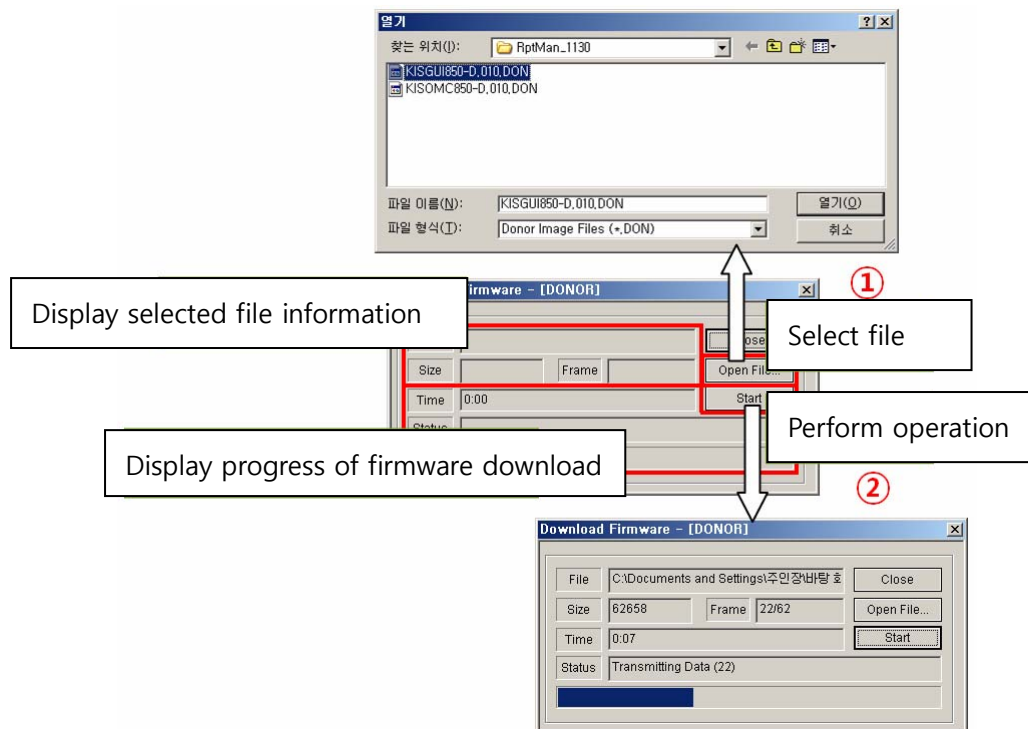 열기
찾는 위치(I):
RptMan_1130
KISGUI850-D,010,DON
KISOMC850-D,010,DON
파일 이름(N):
KISGUI850-D,010,DON
열기(O)
파일 형식(T):
Donor Image Files (*,DON)
취소
①
Display selected file information
- [DONOR]
Select file
Size
Frame
Open File...
Time
0:00
Start
Status
Perform operation
Display progress of firmware download
②
Download Firmware - [DONOR]
File
C:\Documents and Settings\주인장\바탕
Close
Size
62658
Frame
22/62
Open File...
Time
0:07
Start
Status
Transmitting Data (22)